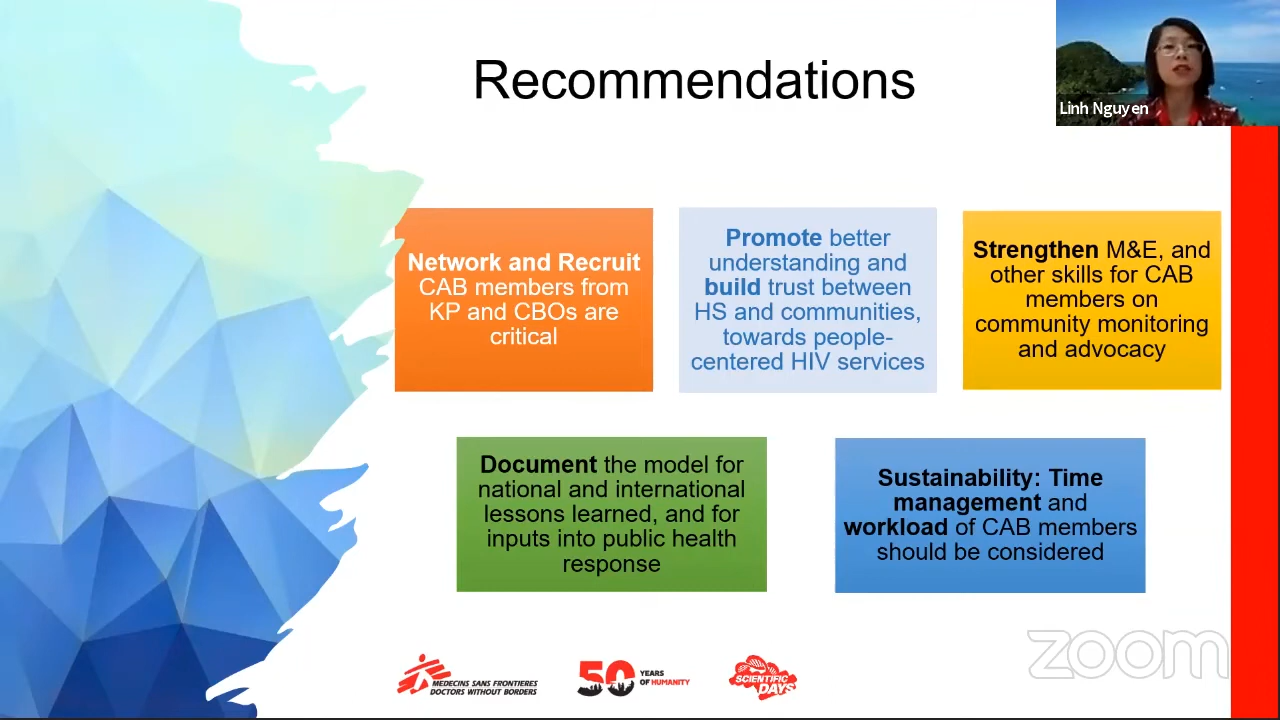 Recommendations
Linh Nguyen
Network and Recruit
CAB members from
KP and CBOs are
critical
Promote better
understanding and
build trust between
HS and communities,
towards people-
centered HIV services
Strengthen M&E, and
other skills for CAB
members on
community monitoring
and advocacy
Document the model for
national and international
lessons learned, and for
inputs into public health
response
Sustainability: Time
management and
workload of CAB members
should be considered
MEDECINS SANS FRONTIERES
DOCTORS WITHOUT BORDERS
50 YEARS
OF HUMANITY
SCIENTIFIC
DAYS
zoom